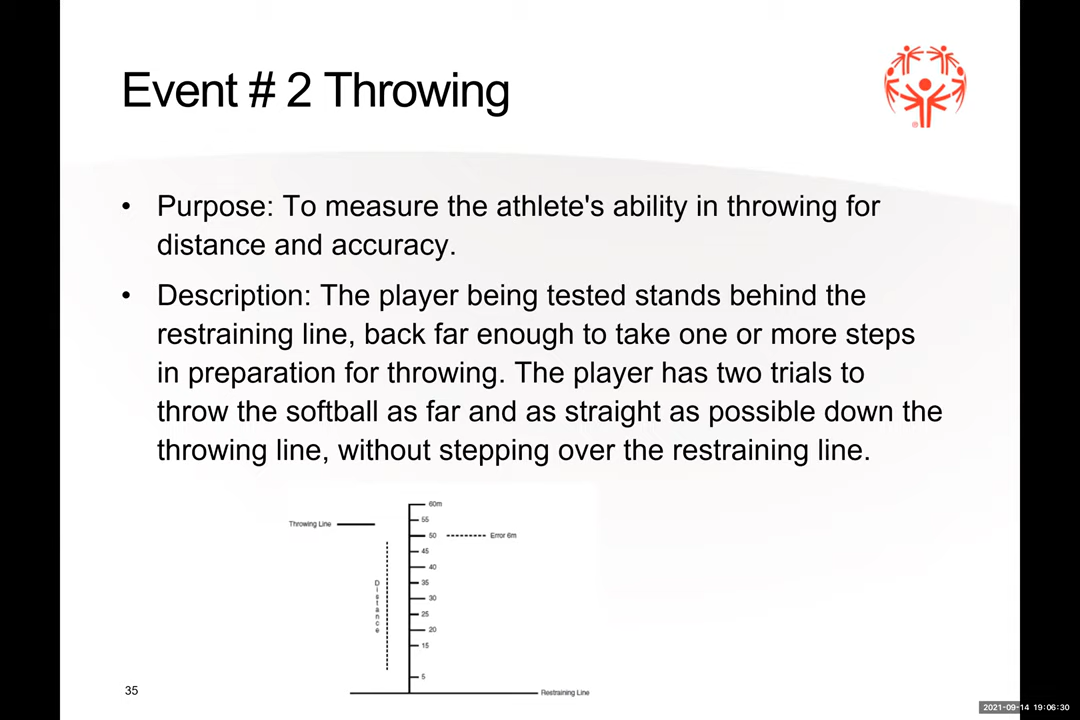 Event # 2 Throwing
• Purpose: To measure the athlete's ability in throwing for
distance and accuracy.
• Description: The player being tested stands behind the
restraining line, back far enough to take one or more steps
in preparation for throwing. The player has two trials to
throw the softball as far and as straight as possible down the
throwing line, without stepping over the restraining line.
60m
Throwing Line
55
50
Error 6m
45
40
Distance
35
30
25
20
15
5
Restraining Line
35
2021-09-14 19:06:30